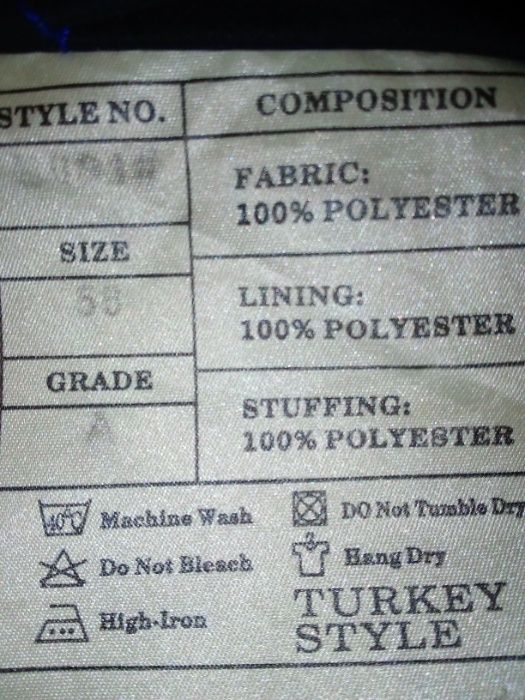 STYLE NO.
COMPOSITION
FABRIC:
100% POLYESTER
SIZE
LINING:
100% POLYESTER
GRADE
A
STUFFING:
100% POLYESTER
40°C Machine Wash
DO Not Tumble Dry
Do Not Bleach
Hang Dry
High-Iron
TURKEY
STYLE